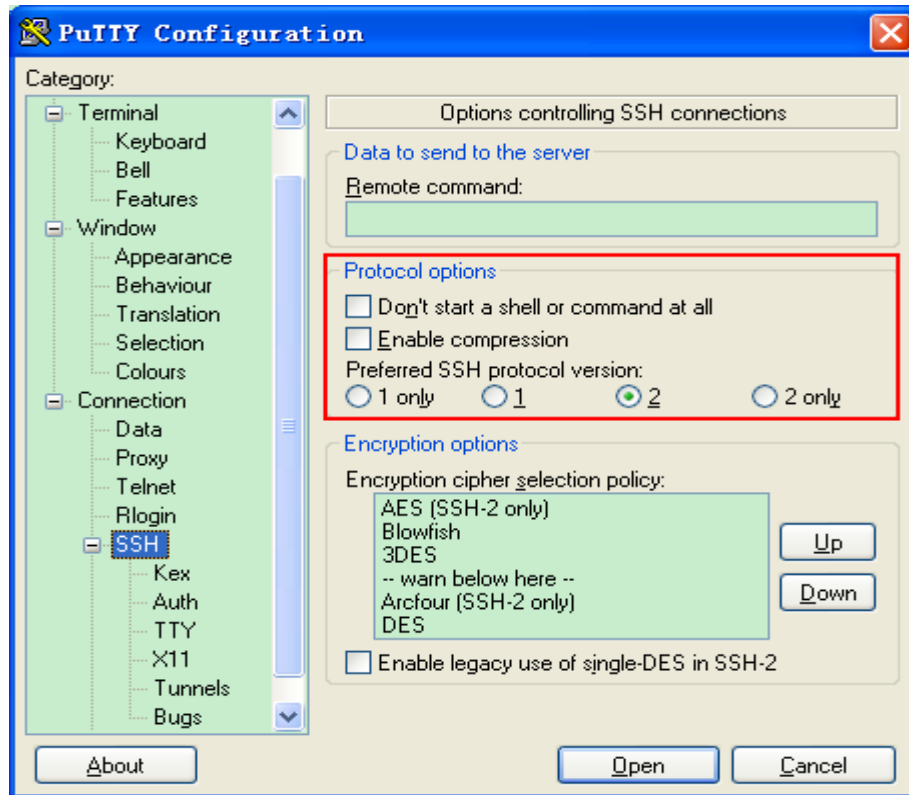 PuTTY Configuration
Category:
Terminal
Keyboard
Bell
Features
Window
Appearance
Behaviour
Translation
Selection
Colours
Connection
Data
Proxy
Telnet
Rlogin
SSH
Kex
Auth
TTY
X11
Tunnels
Bugs
Options controlling SSH connections
Data to send to the server
Remote command:
Protocol options
Don't start a shell or command at all
Enable compression
Preferred SSH protocol version:
1 only 1 2 2 only
Encryption options
Encryption cipher selection policy:
AES (SSH-2 only)
Blowfish
3DES
-- warn below here --
Arcfour (SSH-2 only)
DES
Up
Down
Enable legacy use of single-DES in SSH-2
About Open Cancel